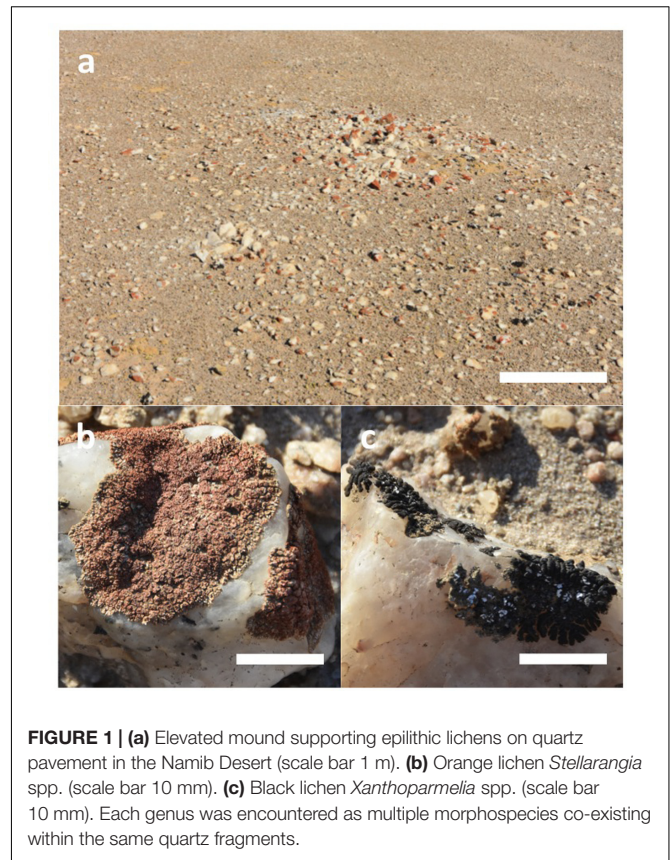 a
b
c
FIGURE 1 | (a) Elevated mound supporting epilithic lichens on quartz
pavement in the Namib Desert (scale bar 1 m). (b) Orange lichen Stellarangia
spp. (scale bar 10 mm). (c) Black lichen Xanthoparmelia spp. (scale bar
10 mm). Each genus was encountered as multiple morphospecies co-existing
within the same quartz fragments.